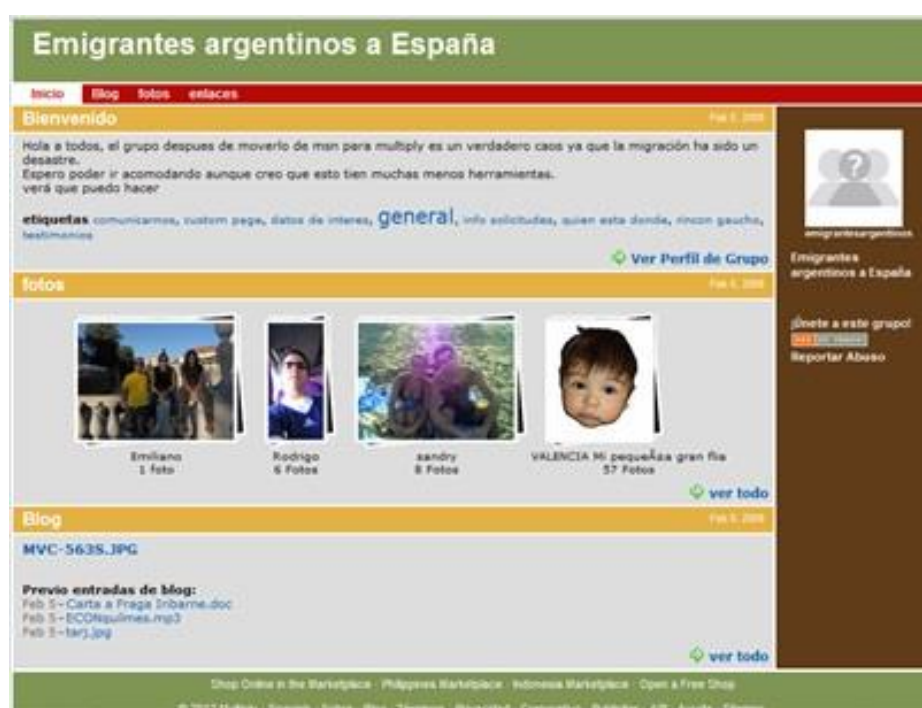 Emigrantes argentinos a España
Inicio Blog fotos enlaces
Bienvenido
Hola a todos, el grupo despues de moverlo de msn para multiply es un verdadero caos ya que la migración ha sido un
desastre.
Espero poder ir acomodando aunque creo que esto tien muchas menos herramientas.
verá que puedo hacer
etiquetas comunicarnos, custom page, datos de interes, general, info solicitudes, quien esta donde, rincon gaucho,
testimonios
Ver Perfil de Grupo
fotos
Emiliano
1 foto
Rodrigo
6 Fotos
sandry
8 Fotos
VALENCIA Mi pequeÃ±a gran flia
57 Fotos
ver todo
Blog
MVC-563S.JPG
Previo entradas de blog:
Feb 5-Carta a Fraga Iribarne.doc
Feb 5-ECONquilmes.mp3
Feb 5-tarj.jpg
ver todo
emigrantesargentinos
Emigrantes
argentinos a España
¡Únete a este grupo!
Reportar Abuso
Shop Online in the Marketplace · Philippines Marketplace · Indonesia Marketplace · Open a Free Shop